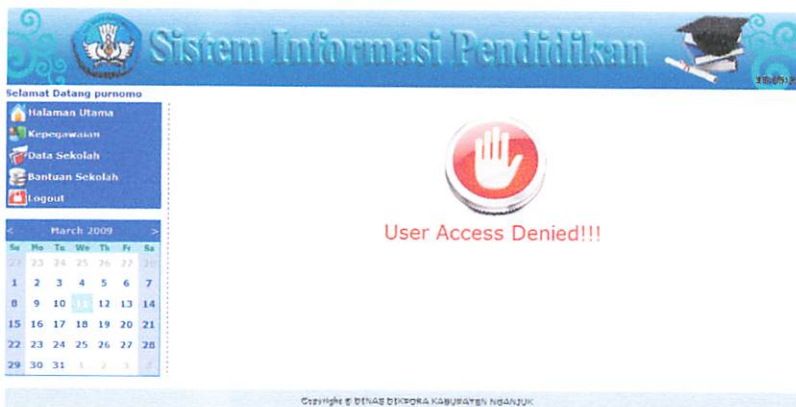 Sistem Informasi Pendidikan
Selamat Datang purnomo
Halaman Utama
Kepegawaian
Data Sekolah
Bantuan Sekolah
Logout
< March 2009 >
Su Mo Tu We Th Fr Sa
22 23 24 25 26 27 28
1 2 3 4 5 6 7
8 9 10 11 12 13 14
15 16 17 18 19 20 21
22 23 24 25 26 27 28
29 30 31 1 2 3
User Access Denied!!!
Copyright © DINAS DIKPORA KABUPATEN NGANJUK